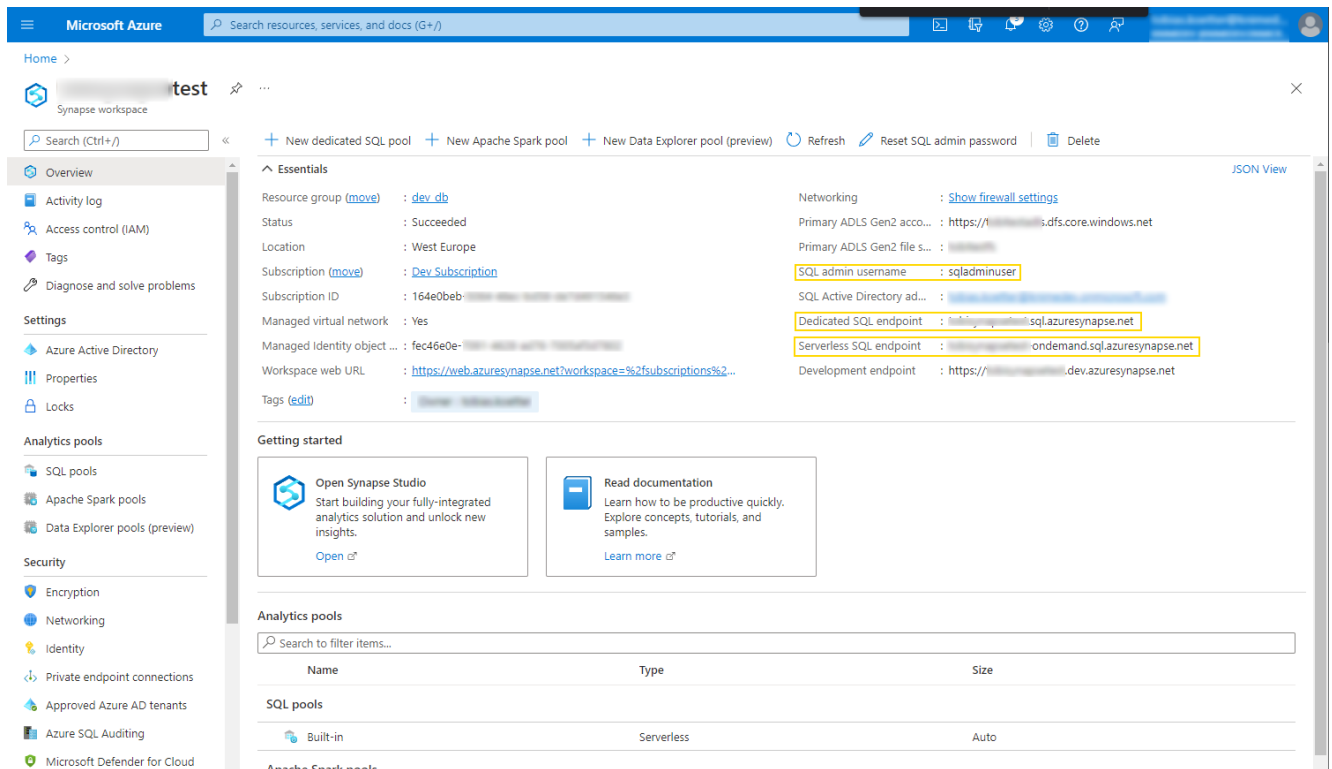 Microsoft Azure
Search resources, services, and docs (G+/)
Home >
test
Synapse workspace
Search (Ctrl+/)
«
New dedicated SQL pool
New Apache Spark pool
New Data Explorer pool (preview)
Refresh
Reset SQL admin password
Delete
Overview
Activity log
Access control (IAM)
Tags
Diagnose and solve problems
Settings
Azure Active Directory
Properties
Locks
Analytics pools
SQL pools
Apache Spark pools
Data Explorer pools (preview)
Security
Encryption
Networking
Identity
Private endpoint connections
Approved Azure AD tenants
Azure SQL Auditing
Microsoft Defender for Cloud
Essentials
JSON View
Resource group (move) : dev_db
Status : Succeeded
Location : West Europe
Subscription (move) : Dev Subscription
Subscription ID : 164e0beb-
Managed virtual network : Yes
Managed Identity object ... : fec46e0e-
Workspace web URL : https://web.azuresynapse.net?workspace=%2fsubscriptions%2...
Tags (edit) :
Networking : Show firewall settings
Primary ADLS Gen2 acco... : https:// s.dfs.core.windows.net
Primary ADLS Gen2 file s... :
SQL admin username : sqladminuser
SQL Active Directory ad... :
Dedicated SQL endpoint : .sql.azuresynapse.net
Serverless SQL endpoint : -ondemand.sql.azuresynapse.net
Development endpoint : https:// .dev.azuresynapse.net
Getting started
Open Synapse Studio
Start building your fully-integrated
analytics solution and unlock new
insights.
Open
Read documentation
Learn how to be productive quickly.
Explore concepts, tutorials, and
samples.
Learn more
Analytics pools
Search to filter items...
Name Type Size
SQL pools
Built-in Serverless Auto
Apache Spark pools